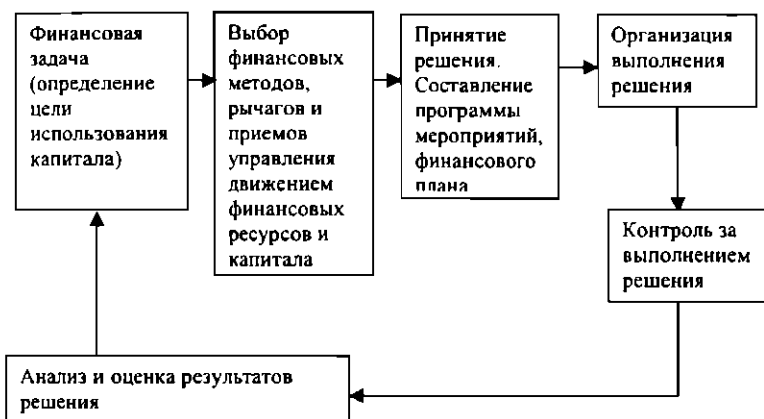 Финансовая
задача
(определение
цели
использования
капитала)
Выбор
финансовых
методов,
рычагов и
приемов
управления
движением
финансовых
ресурсов и
капитала
Принятие
решения.
Составление
программы
мероприятий,
финансового
плана
Организация
выполнения
решения
Контроль за
выполнением
решения
Анализ и оценка результатов
решения